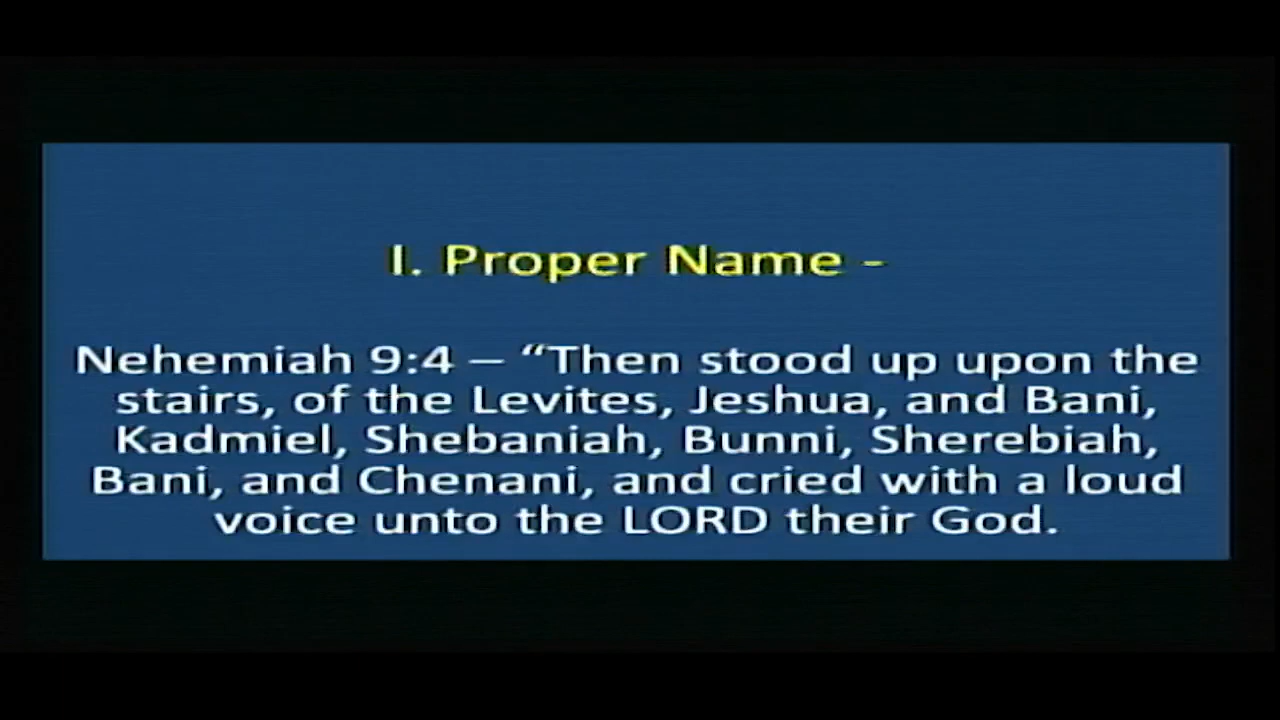 I. Proper Name -
Nehemiah 9:4 – “Then stood up upon the
stairs, of the Levites, Jeshua, and Bani,
Kadmiel, Shebaniah, Bunni, Sherebiah,
Bani, and Chenani, and cried with a loud
voice unto the LORD their God.